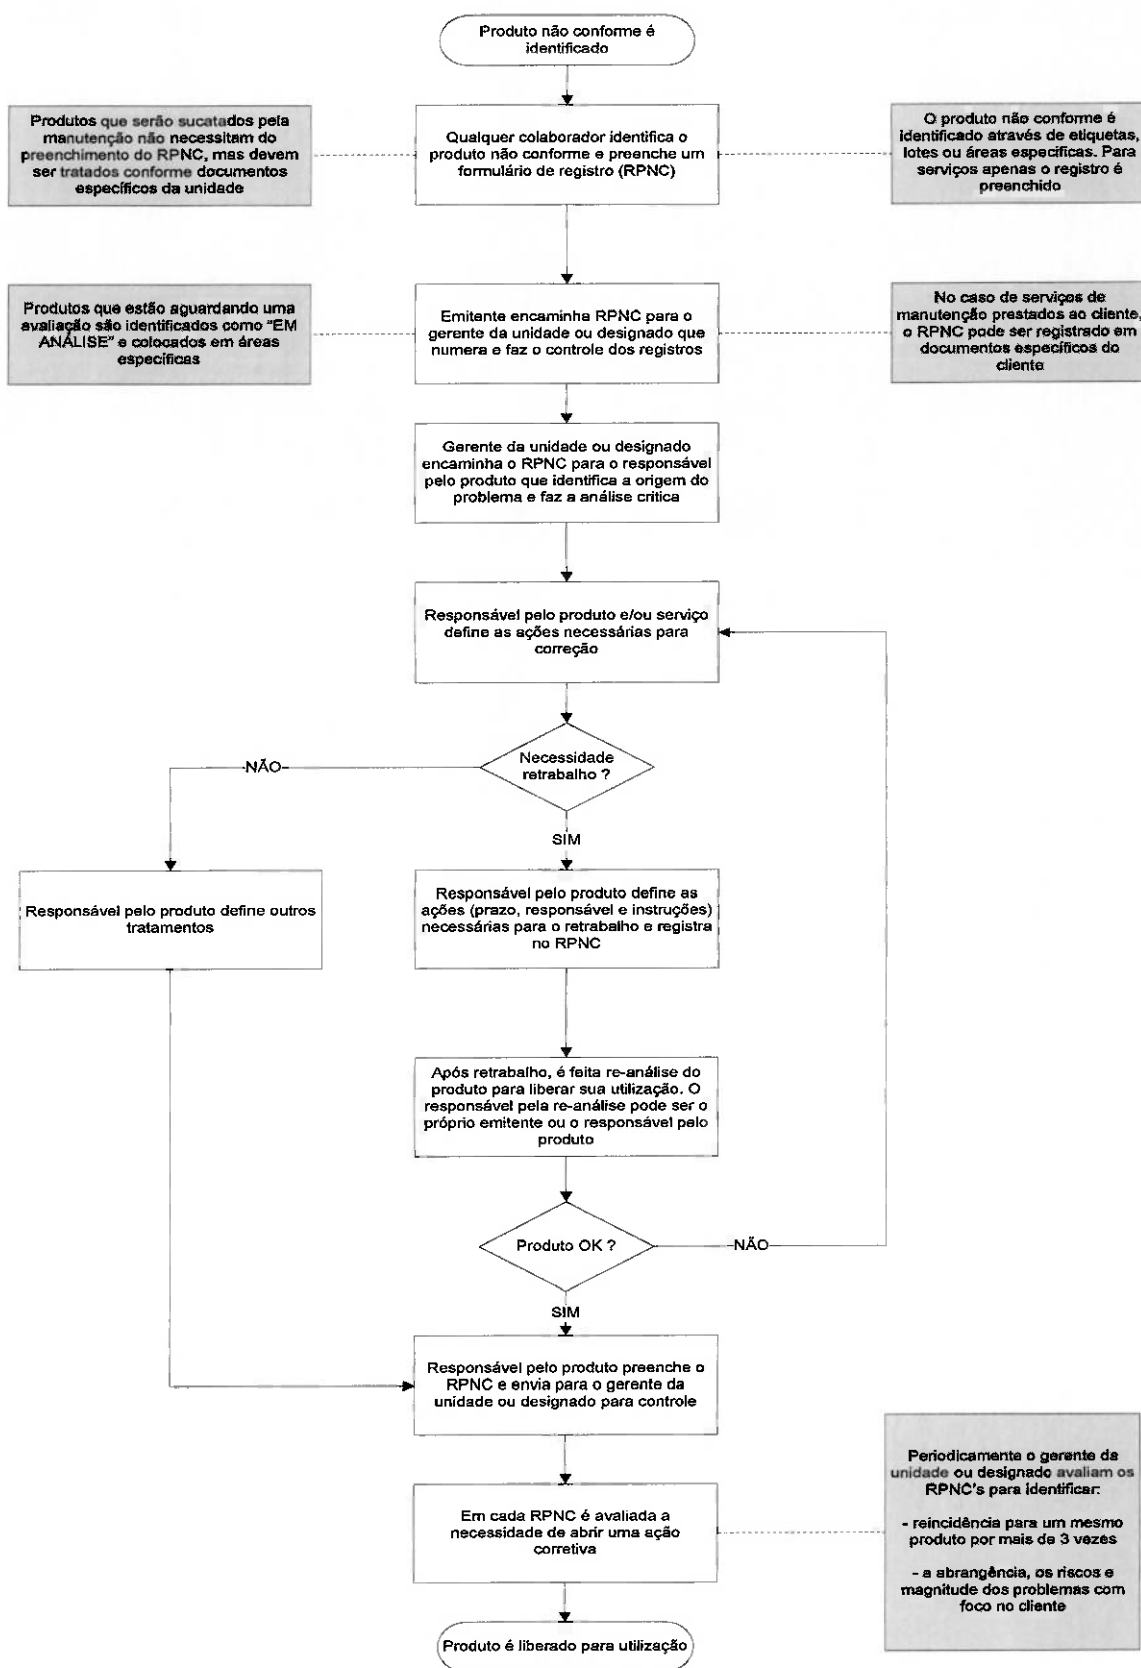 Produto não conforme é
identificado
Produtos que serão sucatados pela
manutenção não necessitam do
preenchimento do RPNC, mas devem
ser tratados conforme documentos
específicos da unidade
Qualquer colaborador identifica o
produto não conforme e preenche um
formulário de registro (RPNC)
O produto não conforme é
identificado através de etiquetas,
lotes ou áreas específicas. Para
serviços apenas o registro é
preenchido
Produtos que estão aguardando uma
avaliação são identificados como "EM
ANÁLISE" e colocados em áreas
específicas
Emitante encaminha RPNC para o
gerente da unidade ou designado que
numera e faz o controle dos registros
No caso de serviços de
manutenção prestados ao cliente,
o RPNC pode ser registrado em
documentos específicos do
cliente
Gerente da unidade ou designado
encaminha o RPNC para o responsável
pelo produto que identifica a origem do
problema e faz a análise critica
Responsável pelo produto e/ou serviço
define as ações necessárias para
correção
Necessidade
retrabalho ?
NÃO
SIM
Responsável pelo produto define outros
tratamentos
Responsável pelo produto define as
ações (prazo, responsável e instruções)
necessárias para o retrabalho e registra
no RPNC
Após retrabalho, é feita re-análise do
produto para liberar sua utilização. O
responsável pela re-análise pode ser o
próprio emitente ou o responsável pelo
produto
Produto OK ?
NÃO
SIM
Responsável pelo produto preenche o
RPNC e envia para o gerente da
unidade ou designado para controle
Em cada RPNC é avaliada a
necessidade de abrir uma ação
corretiva
Periodicamente o gerente da
unidade ou designado avaliam os
RPNC's para identificar:
- reincidência para um mesmo
produto por mais de 3 vezes
- a abrangência, os riscos e
magnitude dos problemas com
foco no cliente
Produto é liberado para utilização